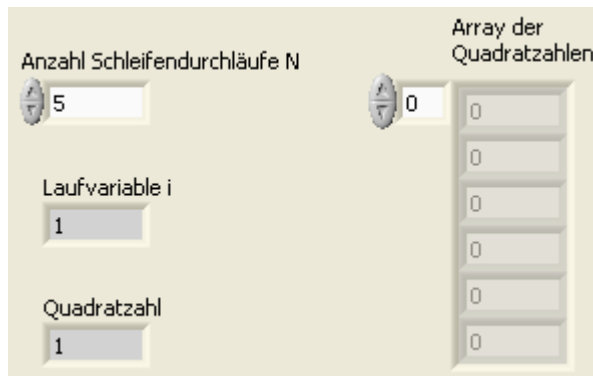 Array der
Quadratzahlen
Anzahl Schleifendurchläufe N
5
0
0
0
Laufvariable i
0
1
0
0
Quadratzahl
1
0